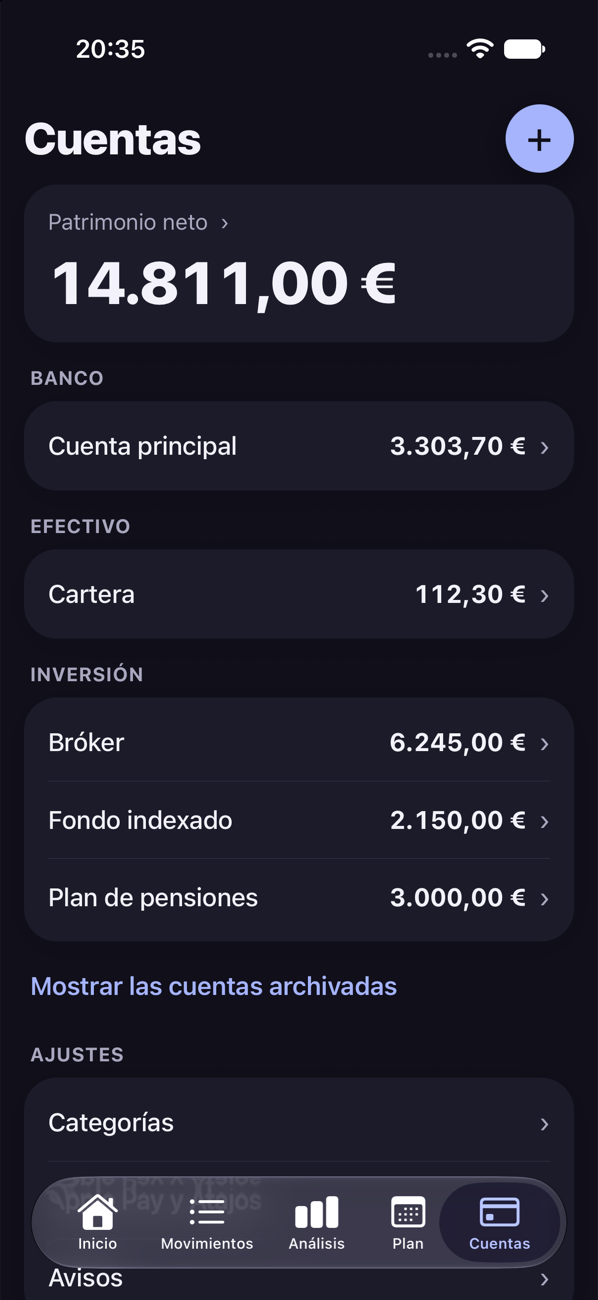 20:35
Cuentas
+
Patrimonio neto ›
14.811,00 €
BANCO
Cuenta principal 3.303,70 € ›
EFECTIVO
Cartera 112,30 € ›
INVERSIÓN
Bróker 6.245,00 € ›
Fondo indexado 2.150,00 € ›
Plan de pensiones 3.000,00 € ›
Mostrar las cuentas archivadas
AJUSTES
Categorías ›
Pay y
Inicio Movimientos Análisis Plan Cuentas
Avisos ›